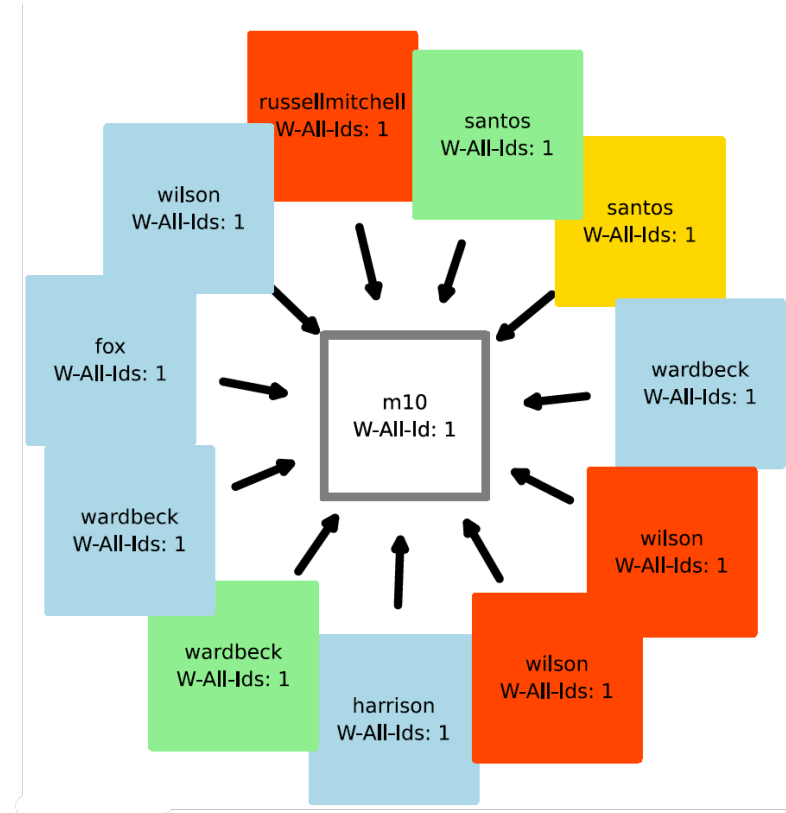 russellmitchell
W-All-Ids: 1
santos
W-All-Ids: 1
wilson
W-All-Ids: 1
santos
W-All-Ids: 1
fox
W-All-Ids: 1
wardbeck
W-All-Ids: 1
m10
W-All-Id: 1
wardbeck
W-All-Ids: 1
wilson
W-All-Ids: 1
wardbeck
W-All-Ids: 1
wilson
W-All-Ids: 1
harrison
W-All-Ids: 1